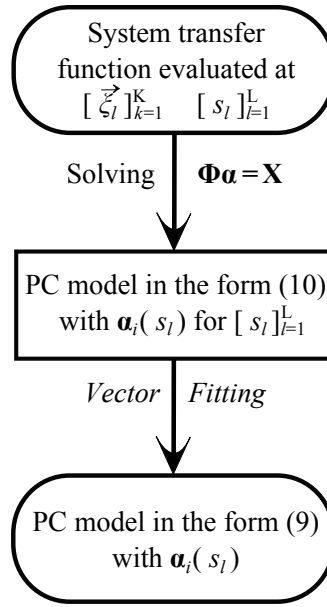 System transfer
function evaluated at
[ ξ⃗_l ]_{k=1}^{K} [ s_l ]_{l=1}^{L}
Solving Φα = X
PC model in the form (10)
with α_i( s_l ) for [ s_l ]_{l=1}^{L}
Vector Fitting
PC model in the form (9)
with α_i( s_l )